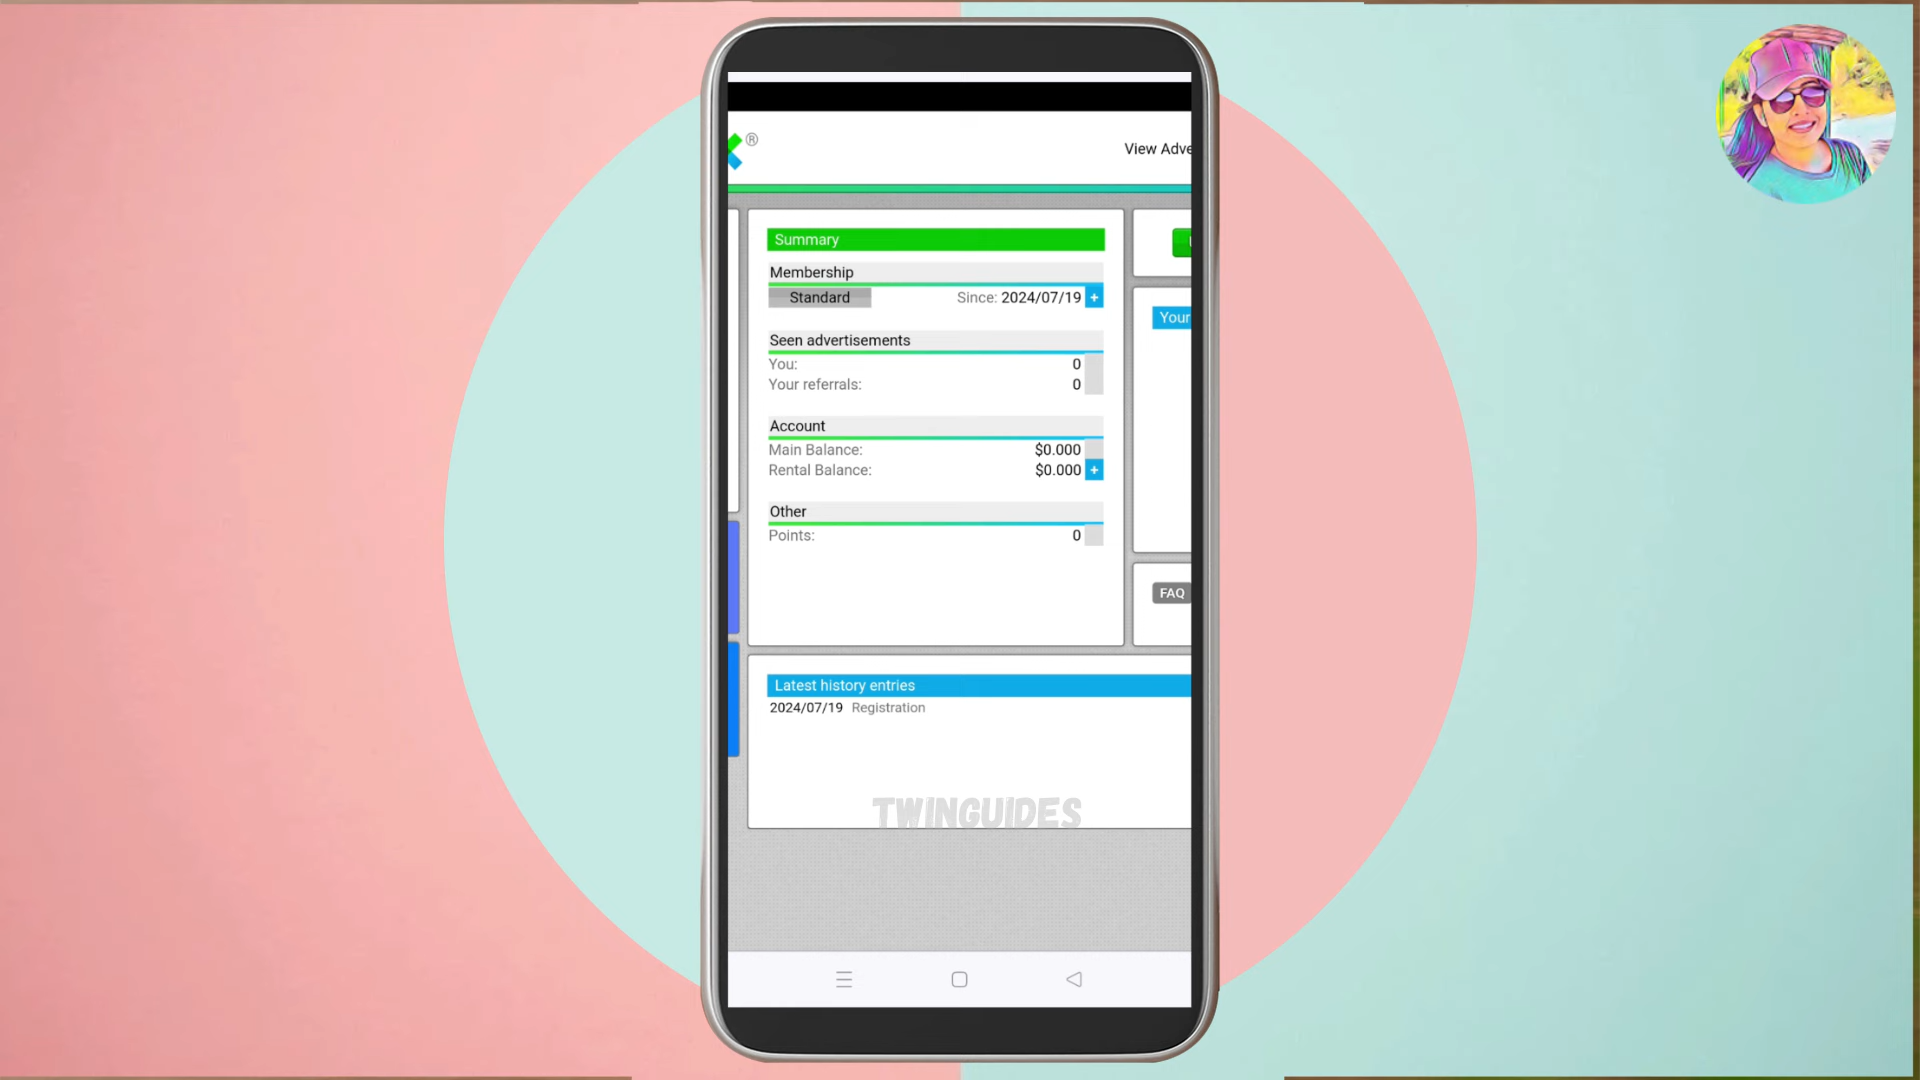 ®
View Adve
Summary
Membership
Standard Since: 2024/07/19 +
Your
Seen advertisements
You: 0
Your referrals: 0
Account
Main Balance: $0.000
Rental Balance: $0.000 +
Other
Points: 0
FAQ
Latest history entries
2024/07/19 Registration
TWINGUIDES